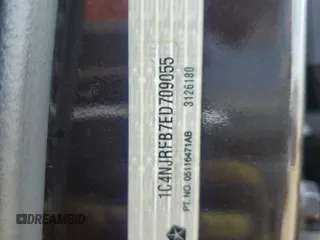 1C4NJRFB7ED709055
PT. NO. 05116471AB 3126180
DREAMBID